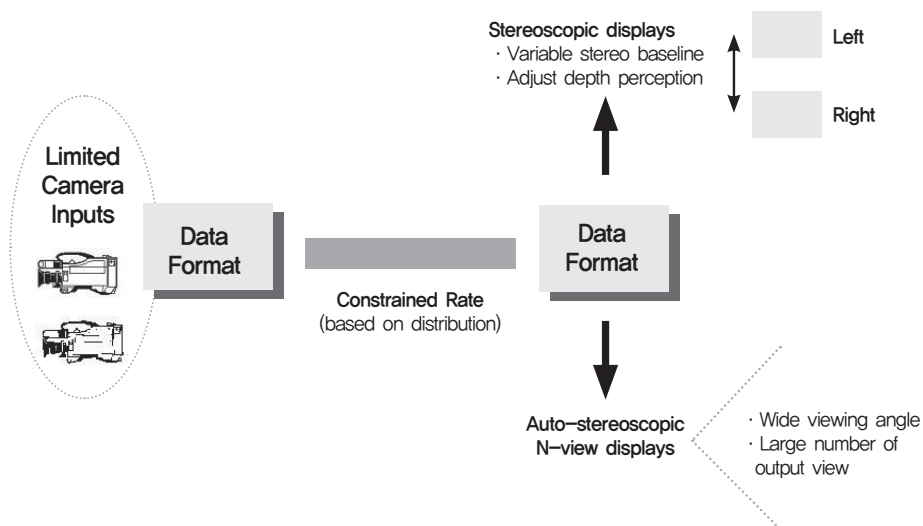 Stereoscopic displays
· Variable stereo baseline
· Adjust depth perception
Left
Right
Limited
Camera
Inputs
Data
Format
Constrained Rate
(based on distribution)
Data
Format
Auto-stereoscopic
N-view displays
· Wide viewing angle
· Large number of
output view